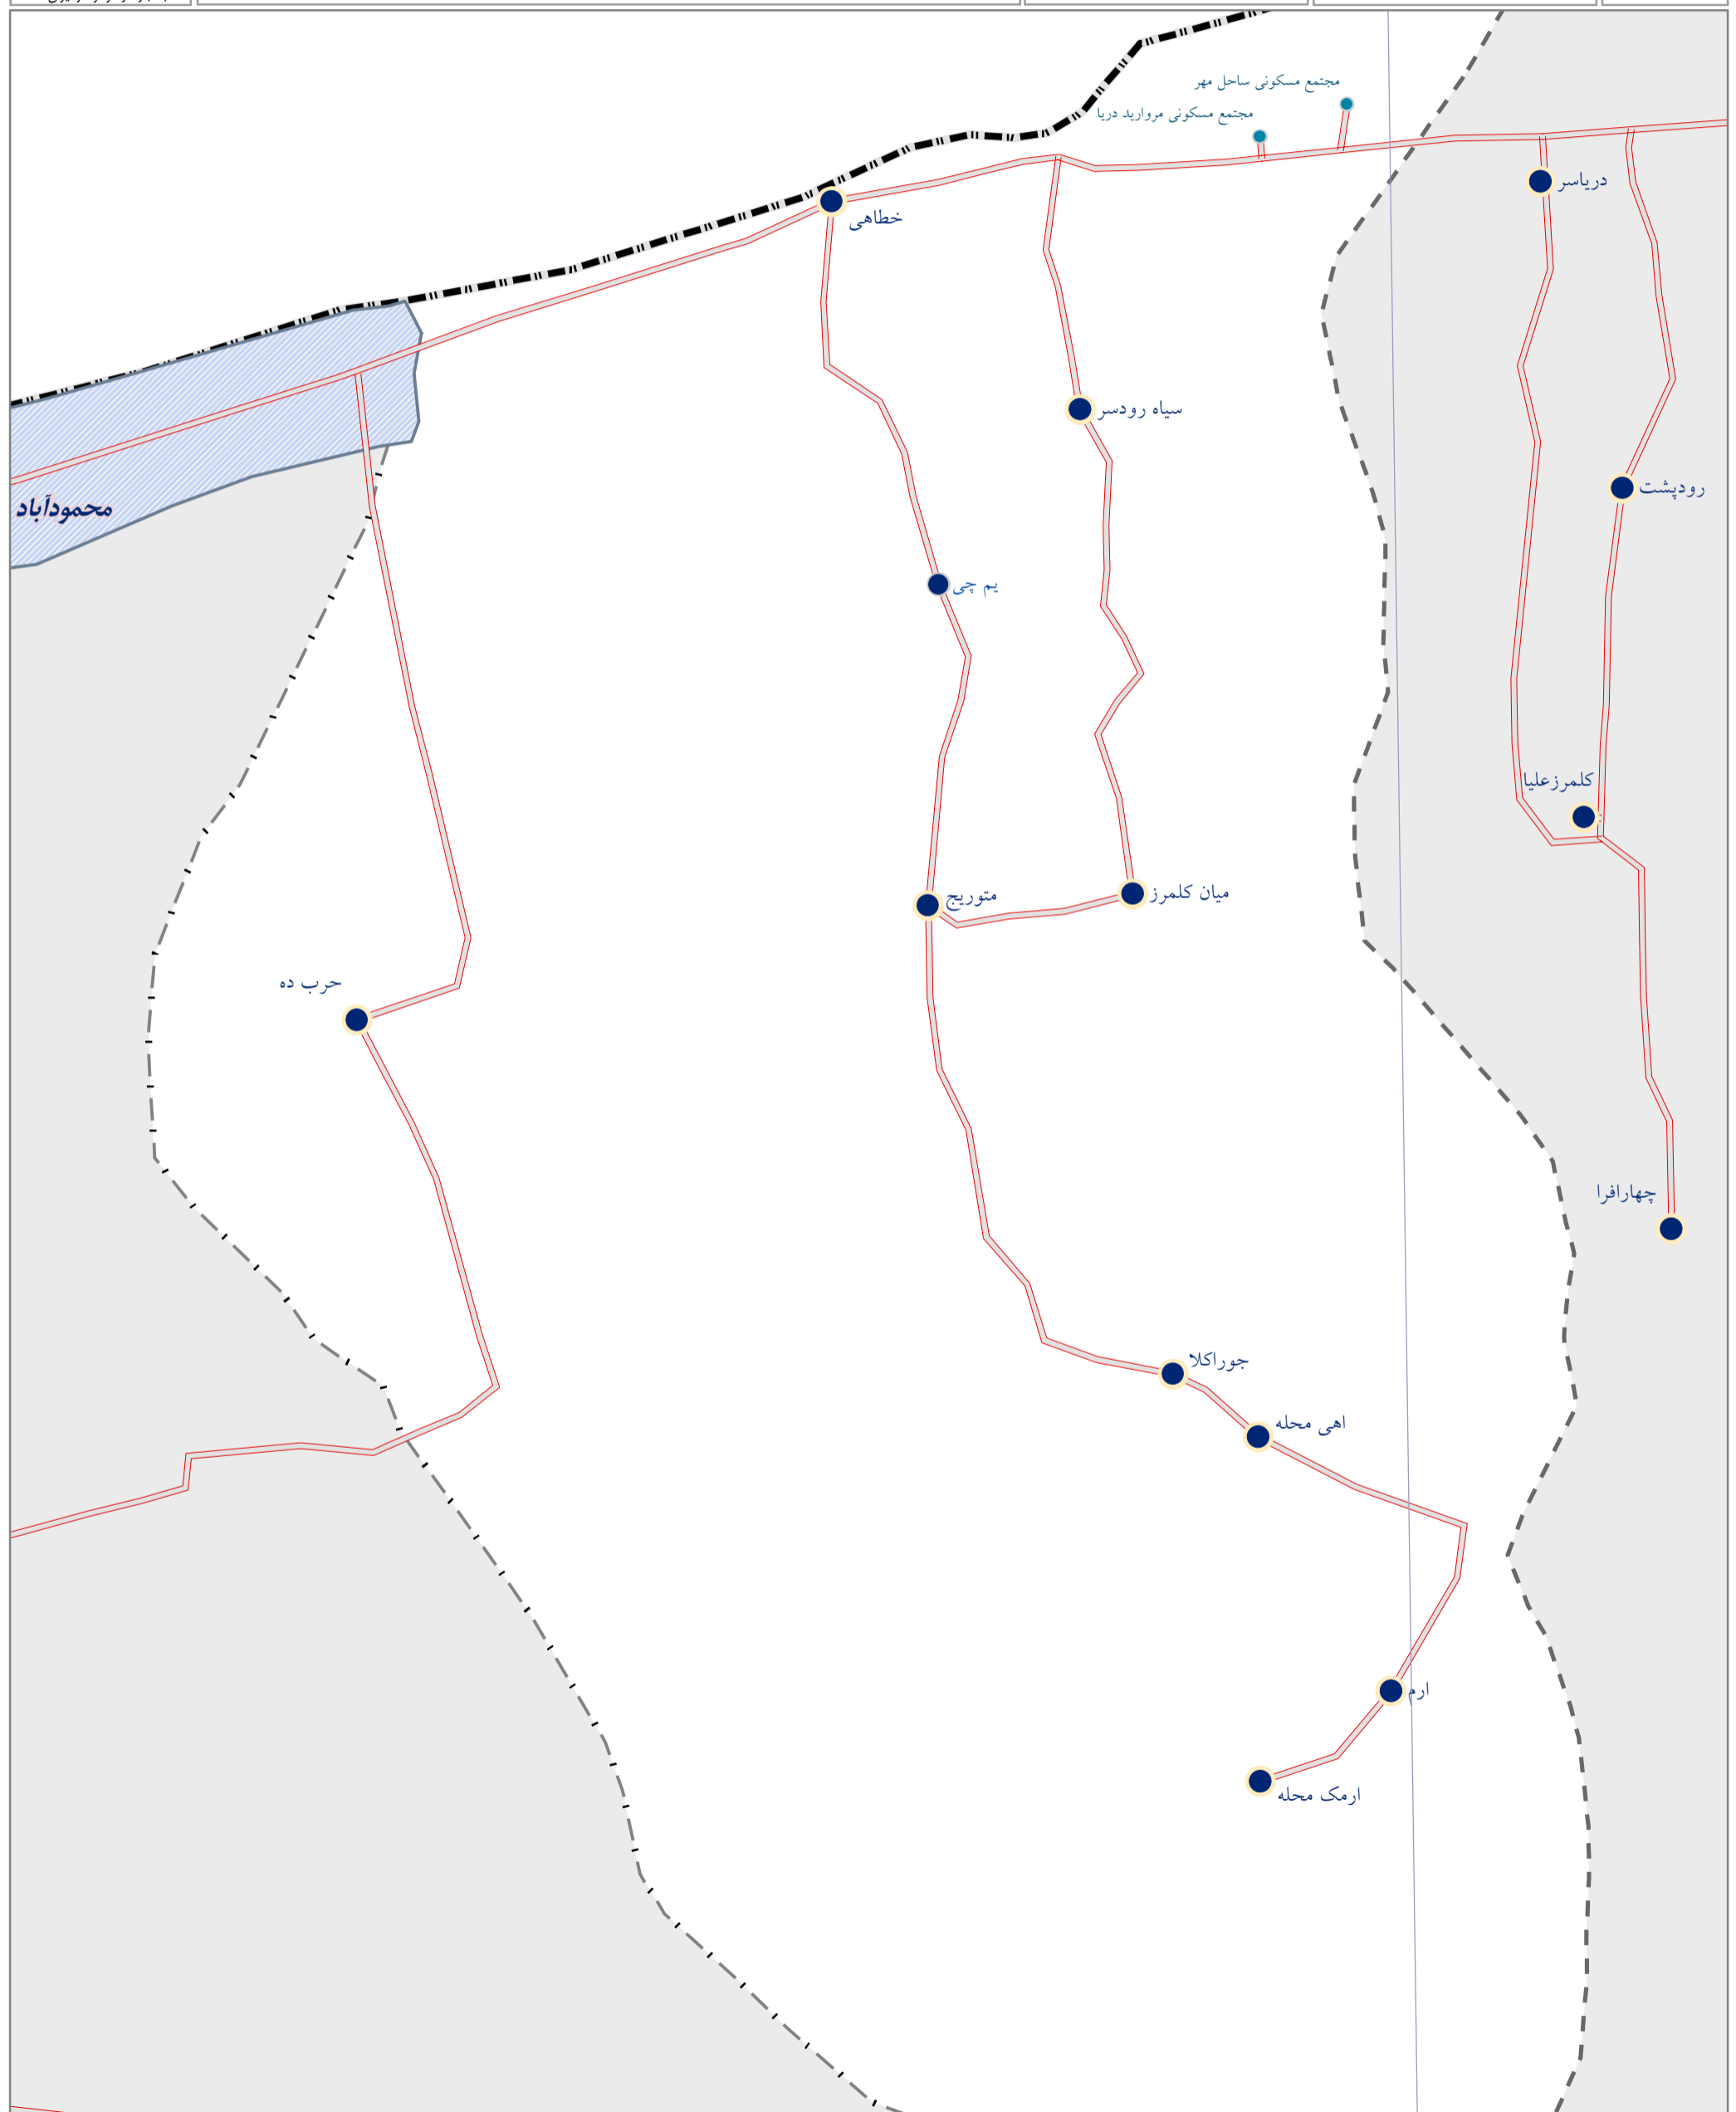 مجتمع مسکونی ساحل مهر
مجتمع مسکونی مروارید دریا
دریاسر
خطاهی
سیاه رودسر
رودپشت
محمودآباد
یم چی
کلمرزعلیا
میان کلمرز
متوریج
حرب ده
چهارافرا
جوراکلا
اهی محله
ارم
ارمک محله